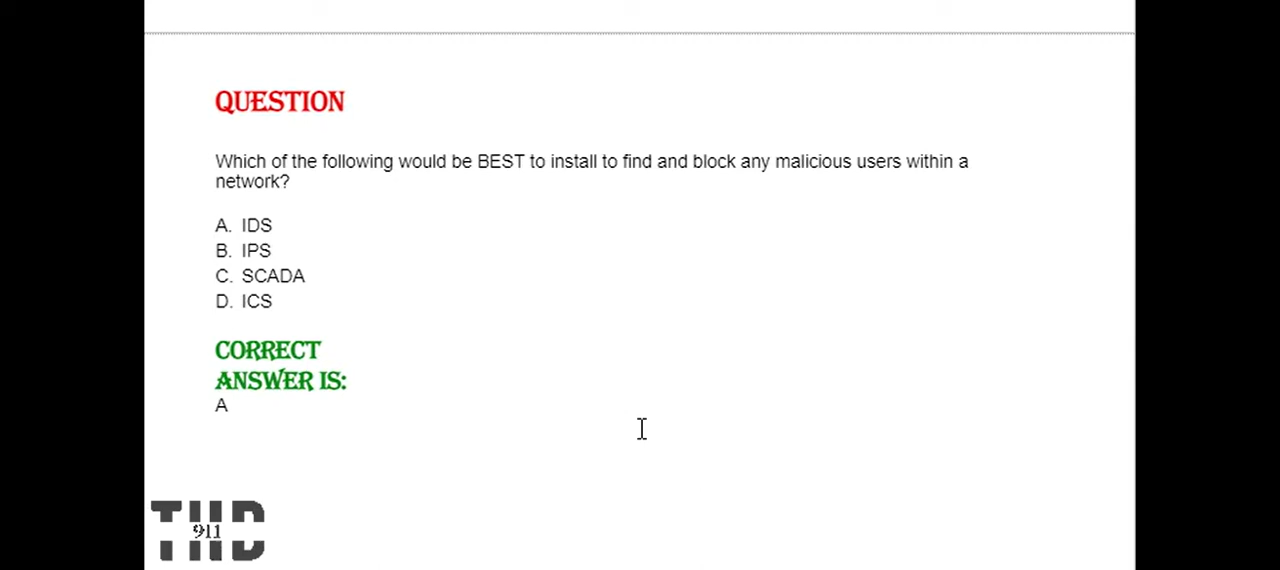 QUESTION
Which of the following would be BEST to install to find and block any malicious users within a
network?
A. IDS
B. IPS
C. SCADA
D. ICS
CORRECT
ANSWER IS:
A
THD
911